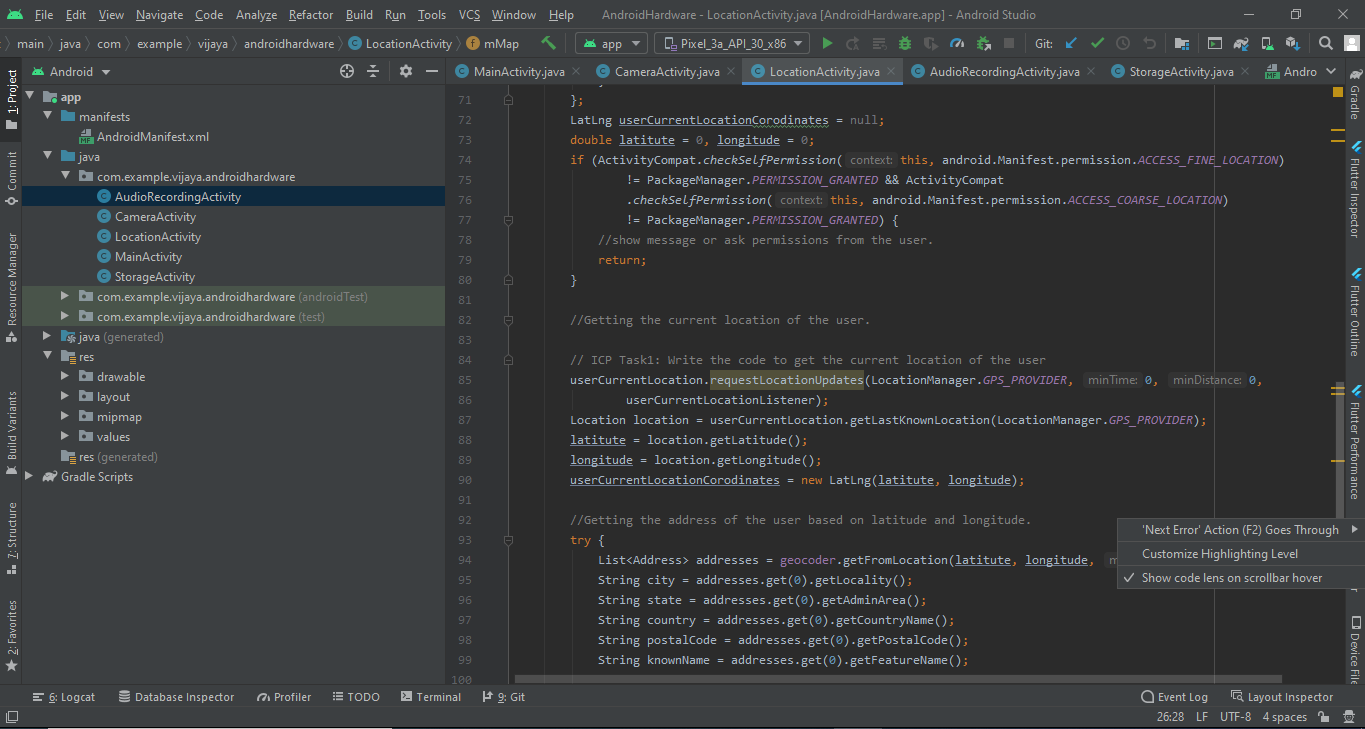 File Edit View Navigate Code Analyze Refactor Build Run Tools VCS Window Help AndroidHardware - LocationActivity.java [AndroidHardware.app] - Android Studio
main java com example vijaya androidhardware LocationActivity mMap app Pixel_3a_API_30_x86 Git:
Android
MainActivity.java CameraActivity.java LocationActivity.java AudioRecordingActivity.java StorageActivity.java Andro
1: Project
Commit
Resource Manager
Build Variants
7: Structure
2: Favorites
app
manifests
AndroidManifest.xml
java
com.example.vijaya.androidhardware
AudioRecordingActivity
CameraActivity
LocationActivity
MainActivity
StorageActivity
com.example.vijaya.androidhardware (androidTest)
com.example.vijaya.androidhardware (test)
java (generated)
res
drawable
layout
mipmap
values
res (generated)
Gradle Scripts
71 };
72 LatLng userCurrentLocationCorodinates = null;
73 double latitute = 0, longitute = 0;
74 if (ActivityCompat.checkSelfPermission( context: this, android.Manifest.permission.ACCESS_FINE_LOCATION)
75 != PackageManager.PERMISSION_GRANTED && ActivityCompat
76 .checkSelfPermission( context: this, android.Manifest.permission.ACCESS_COARSE_LOCATION)
77 != PackageManager.PERMISSION_GRANTED) {
78 //show message or ask permissions from the user.
79 return;
80 }
81
82 //Getting the current location of the user.
83
84 // ICP Task1: Write the code to get the current location of the user
85 userCurrentLocation.requestLocationUpdates(LocationManager.GPS_PROVIDER, minTime: 0, minDistance: 0,
86 userCurrentLocationListener);
87 Location location = userCurrentLocation.getLastKnownLocation(LocationManager.GPS_PROVIDER);
88 latitute = location.getLatitude();
89 longitute = location.getLongitude();
90 userCurrentLocationCorodinates = new LatLng(latitute, longitute);
91
92 //Getting the address of the user based on latitude and longitude.
93 try {
94 List<Address> addresses = geocoder.getFromLocation(latitute, longitute,
95 String city = addresses.get(0).getLocality();
96 String state = addresses.get(0).getAdminArea();
97 String country = addresses.get(0).getCountryName();
98 String postalCode = addresses.get(0).getPostalCode();
99 String knownName = addresses.get(0).getFeatureName();
100
'Next Error' Action (F2) Goes Through
Customize Highlighting Level
Show code lens on scrollbar hover
Gradle
Flutter Inspector
Flutter Outline
Flutter Performance
Device File
6: Logcat Database Inspector Profiler TODO Terminal 9: Git Event Log Layout Inspector
26:28 LF UTF-8 4 spaces